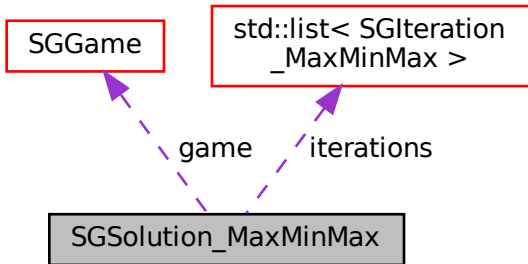 SGGame
std::list< SGIteration
_MaxMinMax >
game
iterations
SGSolution_MaxMinMax